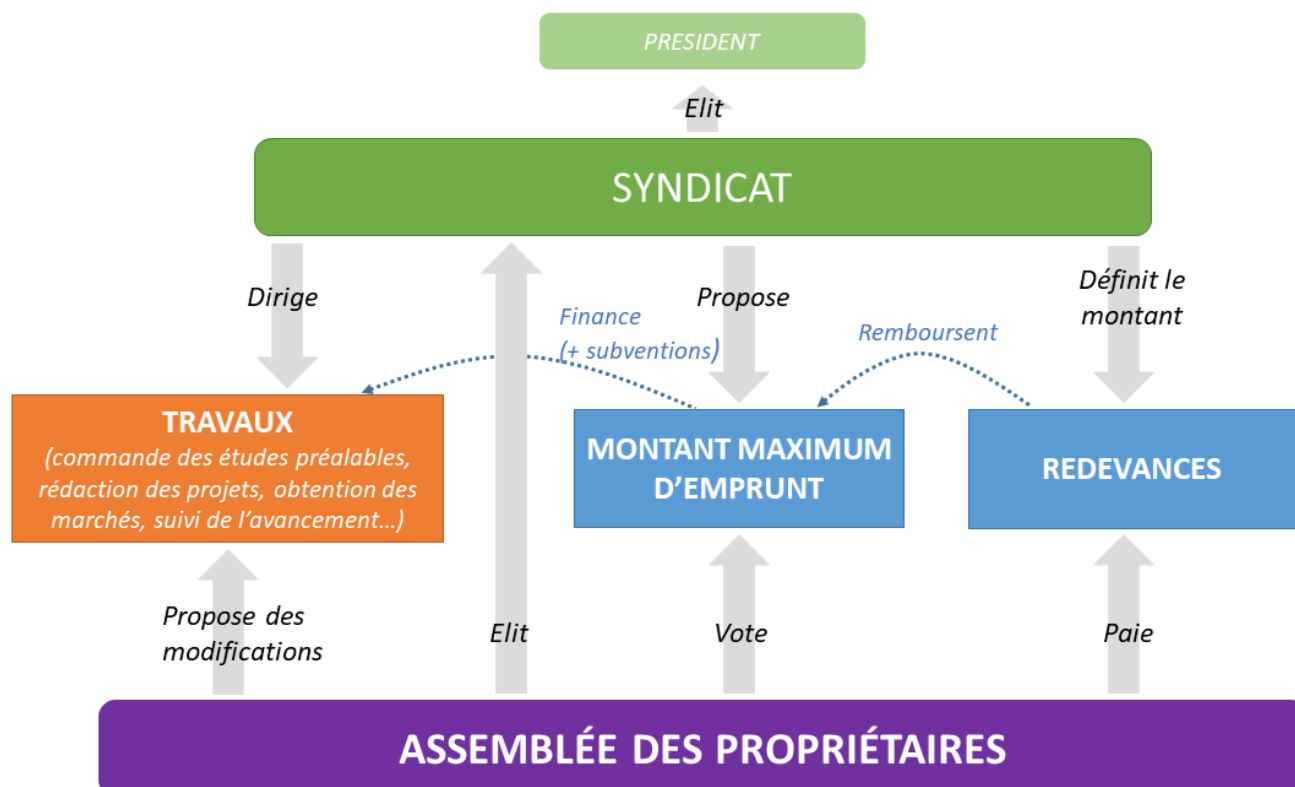 PRESIDENT
Elit
SYNDICAT
Dirige
Propose
Définit le
montant
Finance
(+ subventions)
Remboursent
TRAVAUX
(commande des études préalables,
rédaction des projets, obtention des
marchés, suivi de l’avancement…)
MONTANT MAXIMUM
D’EMPRUNT
REDEVANCES
Propose des
modifications
Elit
Vote
Paie
ASSEMBLÉE DES PROPRIÉTAIRES